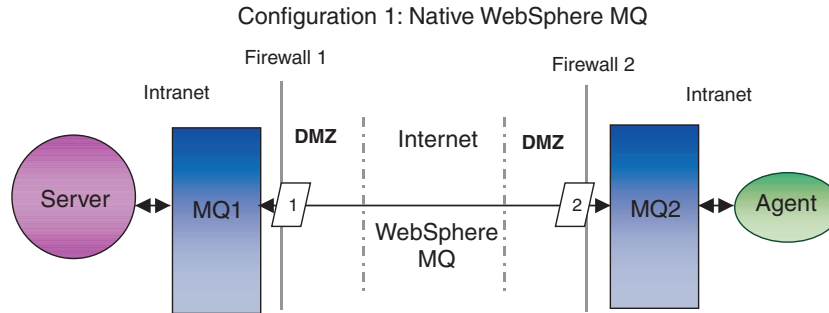 Configuration 1: Native WebSphere MQ
Firewall 1
Firewall 2
Intranet
Intranet
DMZ
Internet
DMZ
Server
MQ1
1
2
MQ2
Agent
WebSphere
MQ